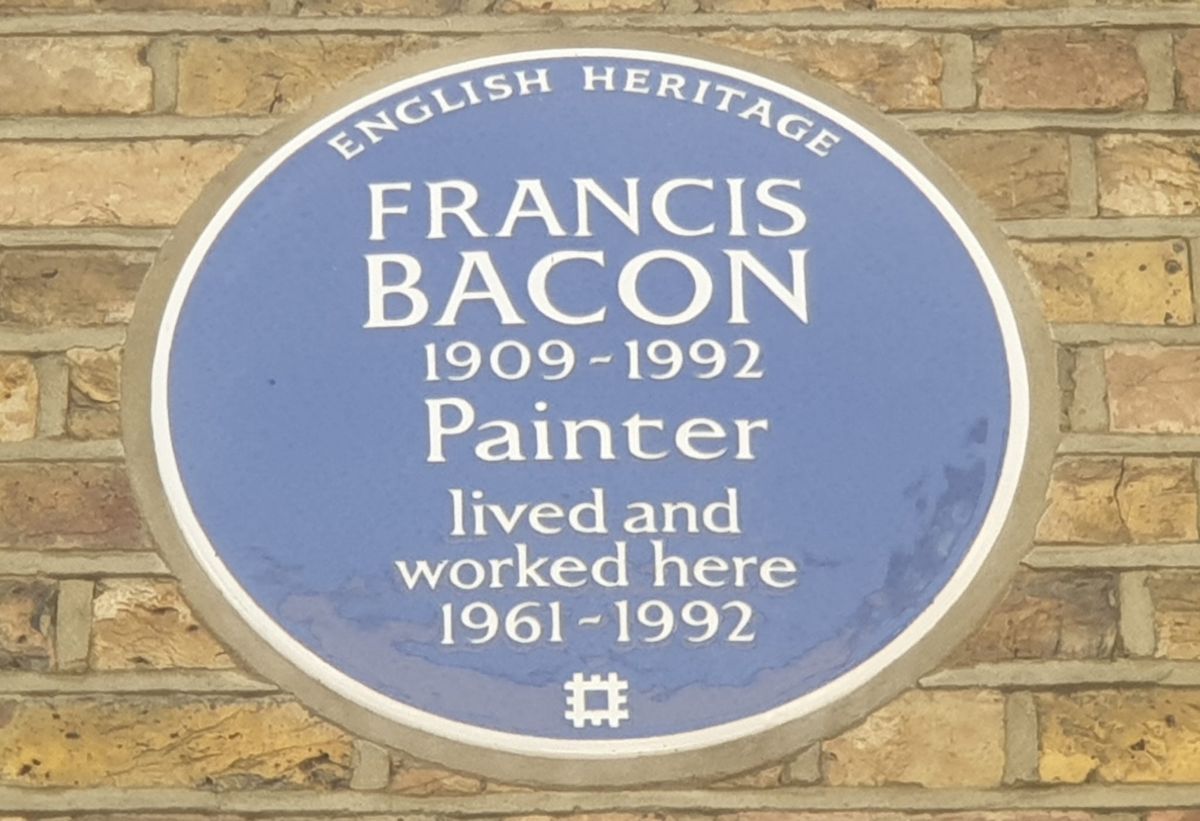 ENGLISH HERITAGE
FRANCIS
BACON
1909-1992
Painter
lived and
worked here
1961-1992